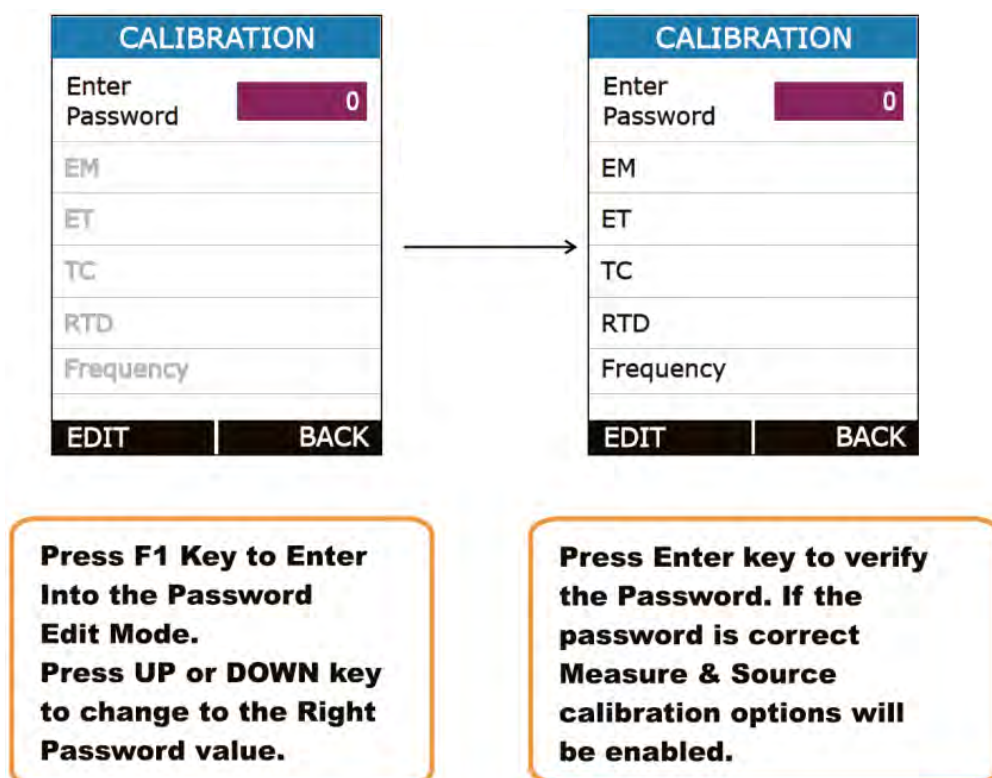 CALIBRATION
Enter
Password
0
EM
ET
TC
RTD
Frequency
EDIT
BACK
CALIBRATION
Enter
Password
0
EM
ET
TC
RTD
Frequency
EDIT
BACK
Press F1 Key to Enter
Into the Password
Edit Mode.
Press UP or DOWN key
to change to the Right
Password value.
Press Enter key to verify
the Password. If the
password is correct
Measure & Source
calibration options will
be enabled.